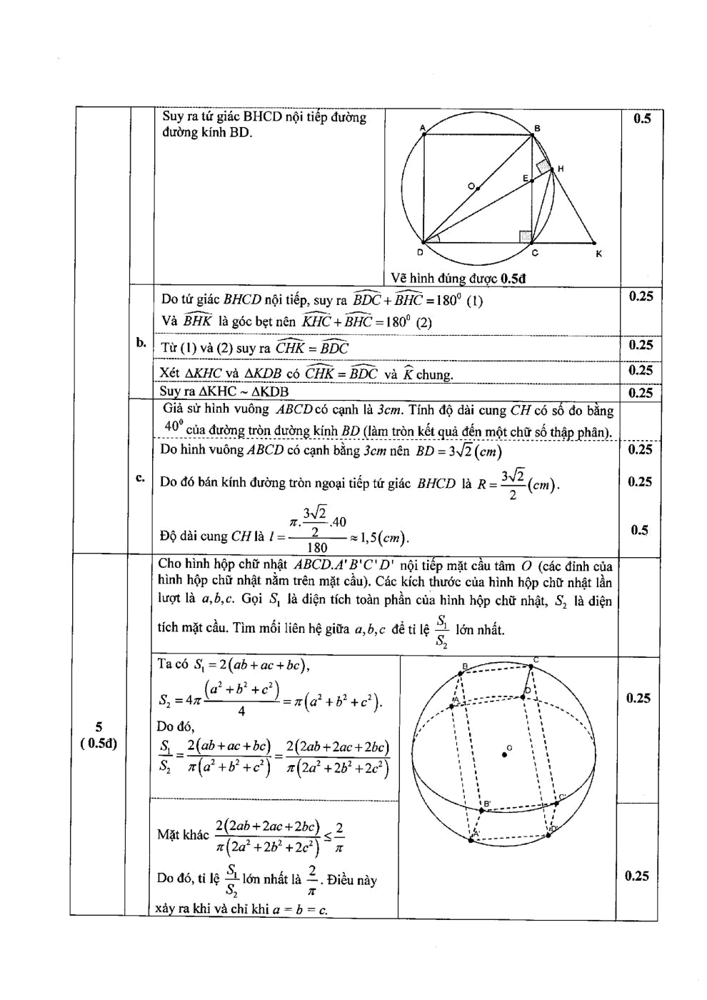 Suy ra tứ giác BHCD nội tiếp đường
đường kính BD.
A
B
H
E
O
D
C
K
Vẽ hình đúng được 0.5đ
0.5
b.
Do tứ giác BHCD nội tiếp, suy ra $\widehat{BDC} + \widehat{BHC} = 180^0$ (1)
Và $\widehat{BHK}$ là góc bẹt nên $\widehat{KHC} + \widehat{BHC} = 180^0$ (2)
0.25
Từ (1) và (2) suy ra $\widehat{CHK} = \widehat{BDC}$
0.25
Xét ΔKHC và ΔKDB có $\widehat{CHK} = \widehat{BDC}$ và $\widehat{K}$ chung.
0.25
Suy ra ΔKHC ~ ΔKDB
0.25
c.
Giả sử hình vuông ABCD có cạnh là 3cm. Tính độ dài cung CH có số đo bằng
$40^0$ của đường tròn đường kính BD (làm tròn kết quả đến một chữ số thập phân).
Do hình vuông ABCD có cạnh bằng 3cm nên $BD = 3\sqrt{2}(cm)$
0.25
Do đó bán kính đường tròn ngoại tiếp tứ giác BHCD là $R = \frac{3\sqrt{2}}{2}(cm)$.
0.25
Độ dài cung CH là $l = \frac{\pi.\frac{3\sqrt{2}}{2}.40}{180} \approx 1,5(cm)$.
0.5
5
( 0.5đ)
Cho hình hộp chữ nhật ABCD.A'B'C'D' nội tiếp mặt cầu tâm O (các đỉnh của
hình hộp chữ nhật nằm trên mặt cầu). Các kích thước của hình hộp chữ nhật lần
lượt là a,b,c. Gọi $S_1$ là diện tích toàn phần của hình hộp chữ nhật, $S_2$ là diện
tích mặt cầu. Tìm mối liên hệ giữa a,b,c để tỉ lệ $\frac{S_1}{S_2}$ lớn nhất.
Ta có $S_1 = 2(ab + ac + bc)$,
$S_2 = 4\pi\frac{(a^2 + b^2 + c^2)}{4} = \pi(a^2 + b^2 + c^2)$.
Do đó,
$\frac{S_1}{S_2} = \frac{2(ab + ac + bc)}{\pi(a^2 + b^2 + c^2)} = \frac{2(2ab + 2ac + 2bc)}{\pi(2a^2 + 2b^2 + 2c^2)}$
0.25
Mặt khác $\frac{2(2ab + 2ac + 2bc)}{\pi(2a^2 + 2b^2 + 2c^2)} \leq \frac{2}{\pi}$
Do đó, tỉ lệ $\frac{S_1}{S_2}$ lớn nhất là $\frac{2}{\pi}$. Điều này
xảy ra khi và chỉ khi a = b = c.
0.25
B
C
A
D
O
B'
C'
A'
D'